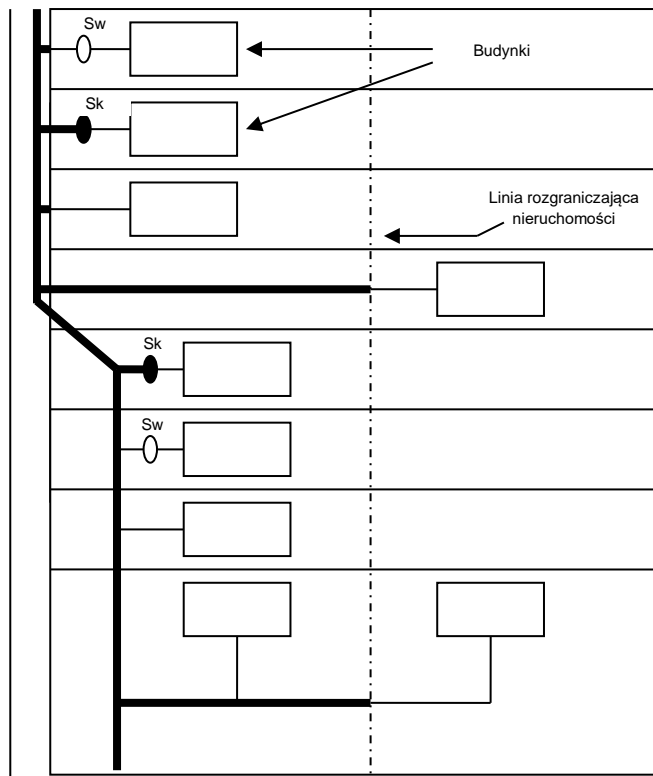 Sw
Budynki
Sk
Linia rozgraniczająca
nieruchomości
Sk
Sw